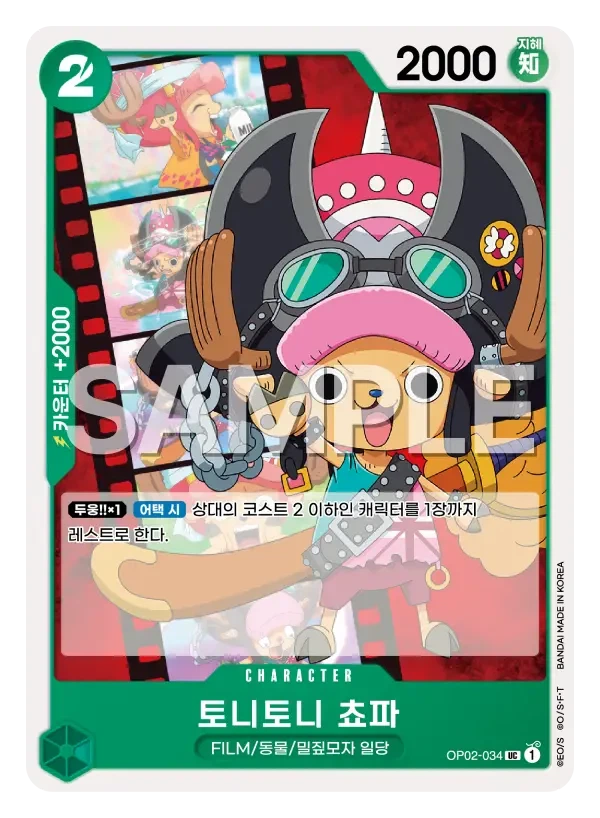 2
2000
지혜
知
카운터 +2000
SAMPLE
두웅!!×1 어택 시 상대의 코스트 2 이하인 캐릭터를 1장까지
레스트로 한다.
CHARACTER
토니토니 쵸파
FILM/동물/밀짚모자 일당
OP02-034 UC 1
©EO/S ©O/S·F·T BANDAI MADE IN KOREA